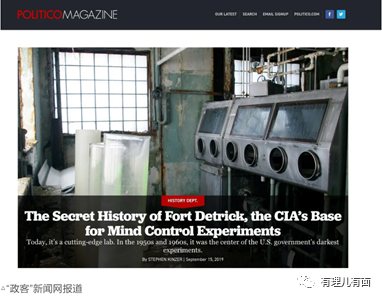 POLITICOMAGAZINE
OUR LATEST SEARCH EMAIL SIGNUP POLITICO.COM
HISTORY DEPT.
The Secret History of Fort Detrick, the CIA's Base
for Mind Control Experiments
Today, it's a cutting-edge lab. In the 1950s and 1960s, it was the center of the U.S. government's darkest
experiments.
By STEPHEN KINZER | September 15, 2019
△“政客”新闻网报道
有理儿有面